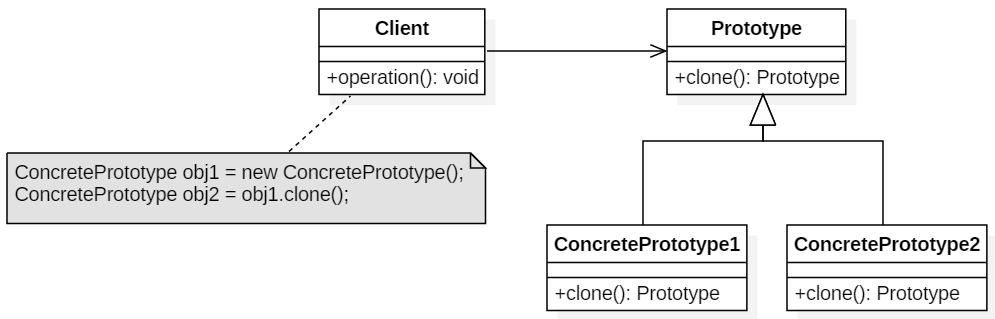 Client
+operation(): void
Prototype
+clone(): Prototype
ConcretePrototype obj1 = new ConcretePrototype();
ConcretePrototype obj2 = obj1.clone();
ConcretePrototype1
+clone(): Prototype
ConcretePrototype2
+clone(): Prototype